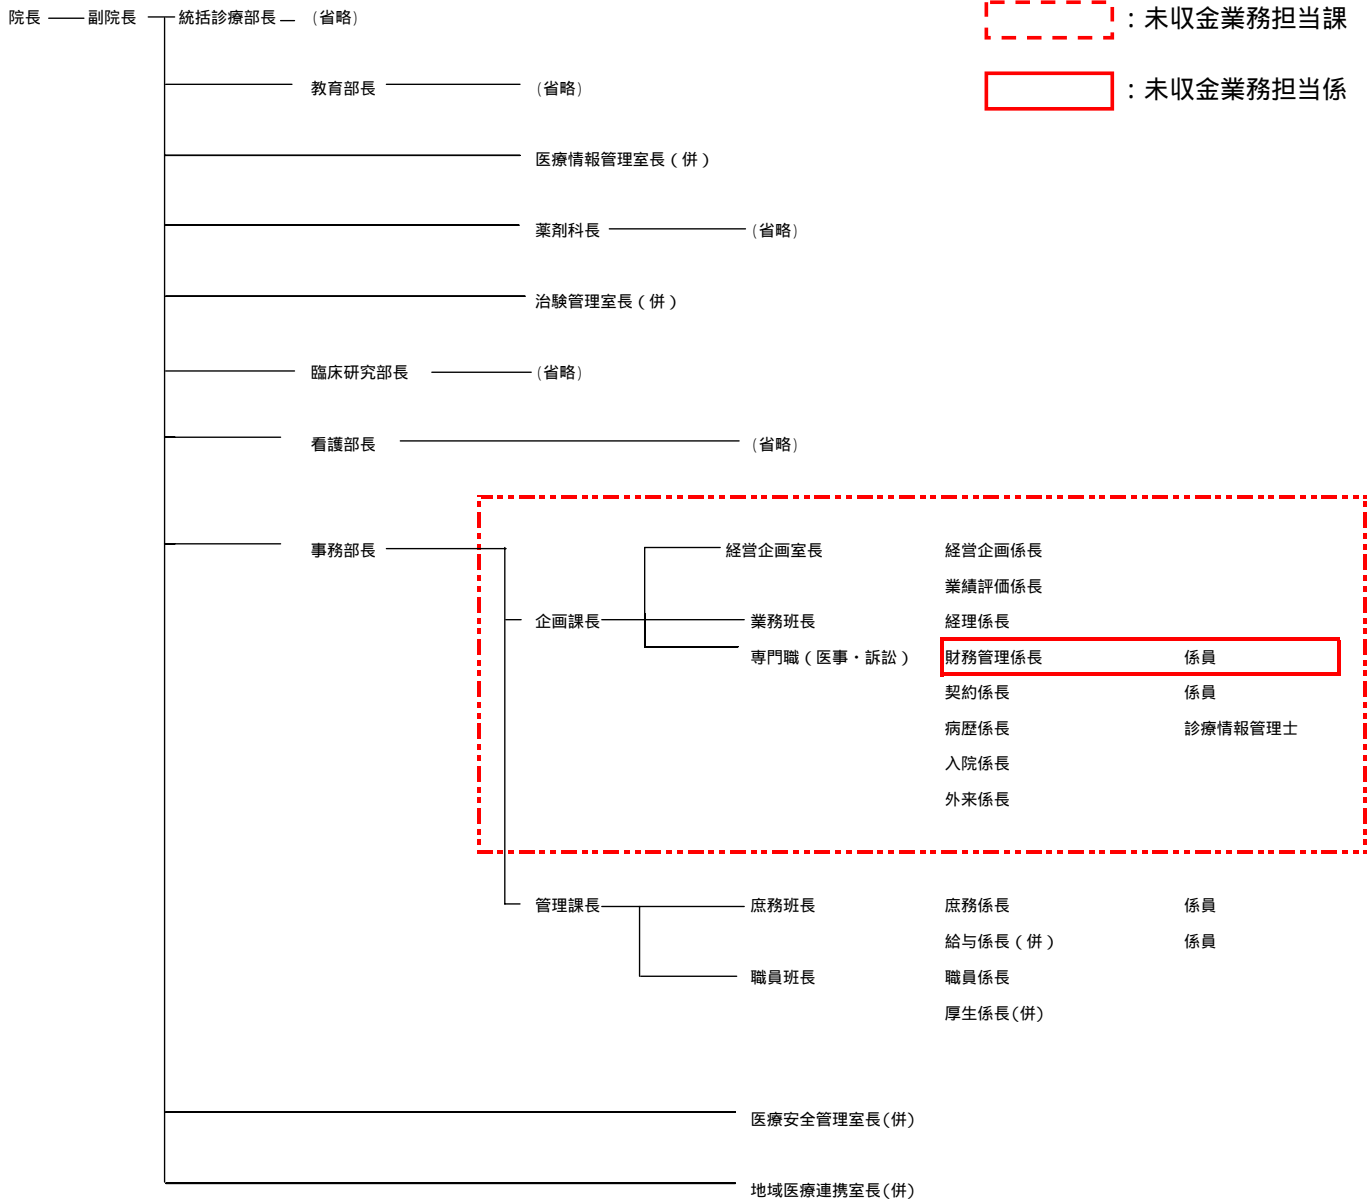 院長 副院長 統括診療部長 (省略)
：未収金業務担当課
教育部長 (省略)
：未収金業務担当係
医療情報管理室長(併)
薬剤科長 (省略)
治験管理室長(併)
臨床研究部長 (省略)
看護部長 (省略)
事務部長 経営企画室長 経営企画係長
業績評価係長
企画課長 業務班長 経理係長
専門職(医事・訴訟) 財務管理係長 係員
契約係長 係員
病歴係長 診療情報管理士
入院係長
外来係長
管理課長 庶務班長 庶務係長 係員
給与係長(併) 係員
職員班長 職員係長
厚生係長(併)
医療安全管理室長(併)
地域医療連携室長(併)